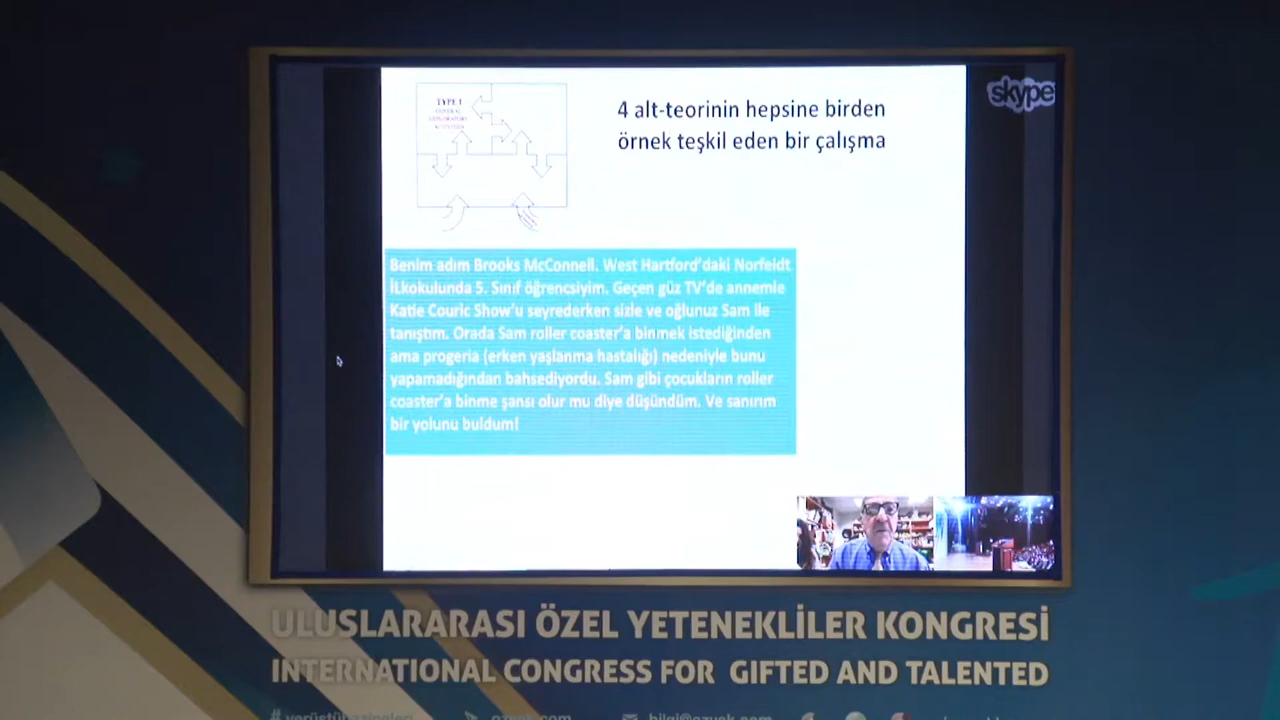 TYPE I
GENERAL
EXPLORATORY
ACTIVITIES
4 alt-teorinin hepsine birden
örnek teşkil eden bir çalışma
skype
Benim adım Brooks McConnell. West Hartford'daki Norfeldt
İLkokulunda 5. Sınıf öğrencsiyim. Geçen güz TV'de annemle
Katie Couric Show'u seyrederken sizle ve oğlunuz Sam ile
tanıştım. Orada Sam roller coaster'a binmek istediğinden
ama progeria (erken yaşlanma hastalığı) nedeniyle bunu
yapamadığından bahsediyordu. Sam gibi çocukların roller
coaster'a binme şansı olur mu diye düşündüm. Ve sanırım
bir yolunu buldum!
ULUSLARARASI ÖZEL YETENEKLİLER KONGRESİ
INTERNATIONAL CONGRESS FOR GIFTED AND TALENTED